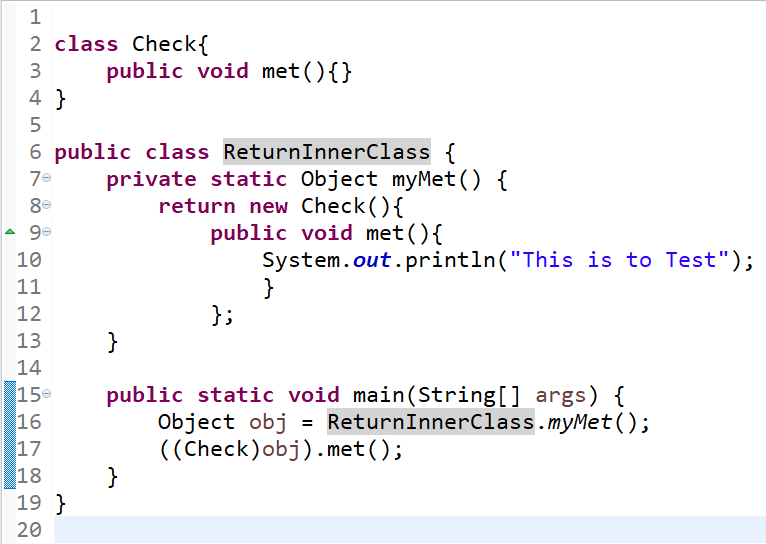 1
2 class Check{
3     public void met(){}
4 }
5
6 public class ReturnInnerClass {
7     private static Object myMet() {
8         return new Check(){
9             public void met(){
10                 System.out.println("This is to Test");
11                 }
12             };
13     }
14
15     public static void main(String[] args) {
16         Object obj = ReturnInnerClass.myMet();
17         ((Check)obj).met();
18     }
19 }
20